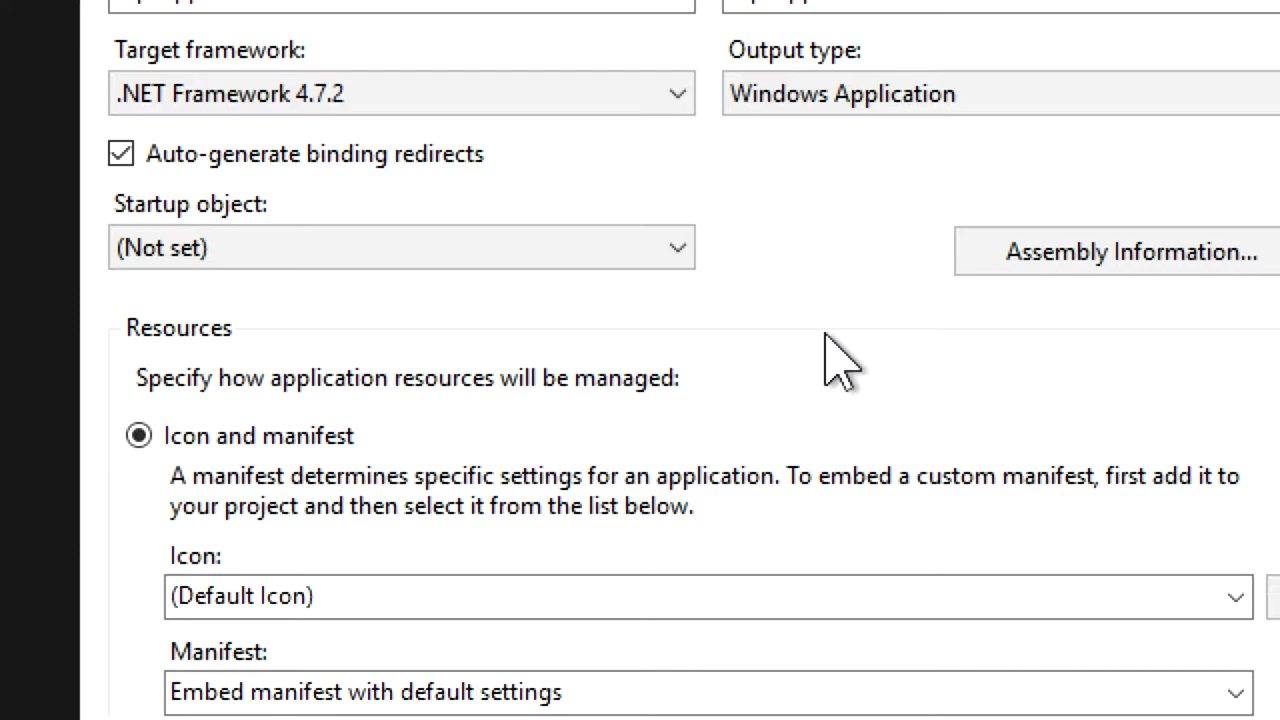 Target framework:
Output type:
.NET Framework 4.7.2
Windows Application
Auto-generate binding redirects
Startup object:
(Not set)
Assembly Information...
Resources
Specify how application resources will be managed:
Icon and manifest
A manifest determines specific settings for an application. To embed a custom manifest, first add it to
your project and then select it from the list below.
Icon:
(Default Icon)
Manifest:
Embed manifest with default settings